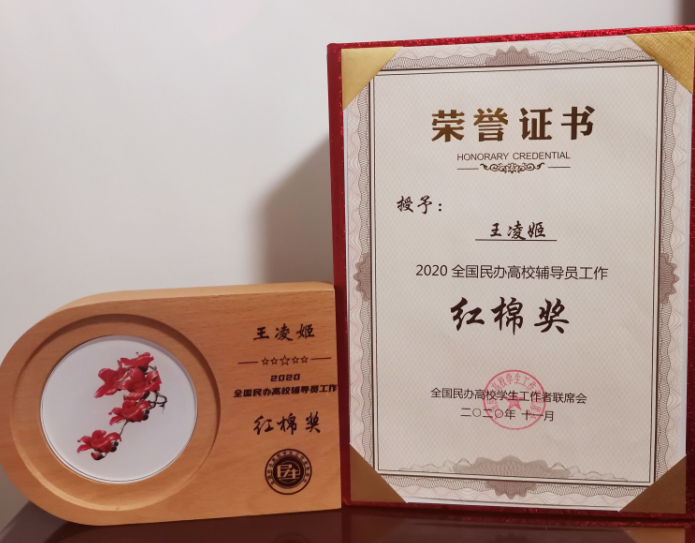 王凌姬
2020
全国民办高校辅导员工作
红棉奖
荣誉证书
HONORARY CREDENTIAL
授予：
王凌姬
2020 全国民办高校辅导员工作
红棉奖
全国民办高校学生工作者联席会
二〇二〇年 十一月